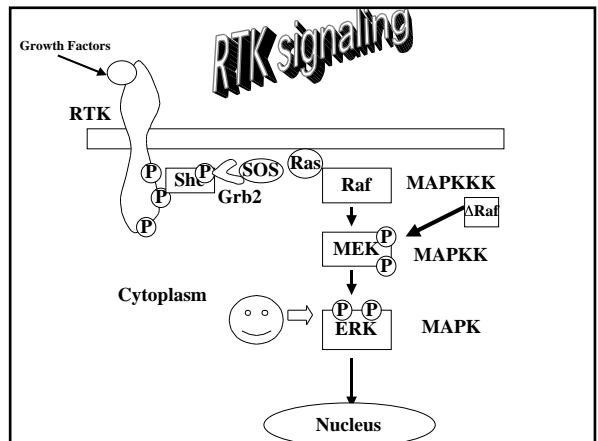 RTK signaling
Growth Factors
RTK
P
P
P
Shc
P
Grb2
SOS
Ras
Raf
MAPKKK
ΔRaf
MEK
P
P
MAPKK
Cytoplasm
P
P
ERK
MAPK
Nucleus